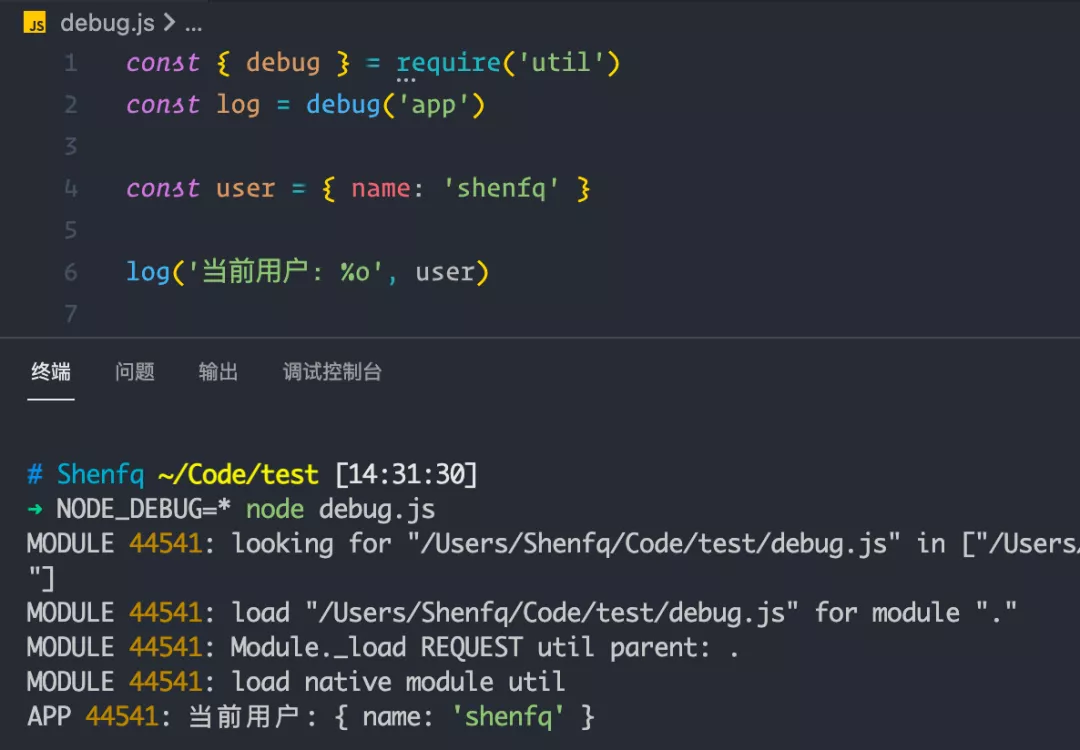 JS debug.js > ...
1 const { debug } = require('util')
2 const log = debug('app')
3
4 const user = { name: 'shenfq' }
5
6 log('当前用户: %o', user)
7
终端 问题 输出 调试控制台
# Shenfq ~/Code/test [14:31:30]
➜ NODE_DEBUG=* node debug.js
MODULE 44541: looking for "/Users/Shenfq/Code/test/debug.js" in ["/Users/
"]
MODULE 44541: load "/Users/Shenfq/Code/test/debug.js" for module "."
MODULE 44541: Module._load REQUEST util parent: .
MODULE 44541: load native module util
APP 44541: 当前用户: { name: 'shenfq' }